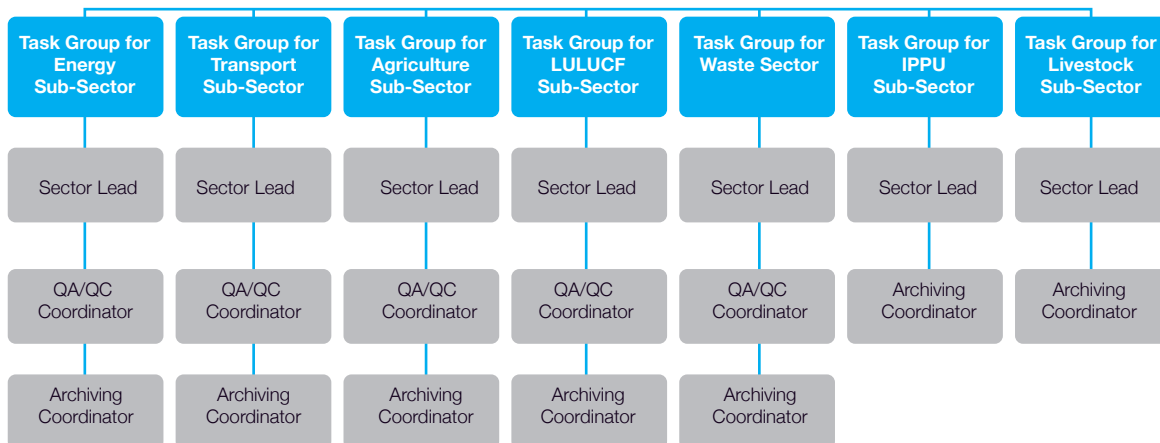 Task Group for
Energy
Sub-Sector
Task Group for
Transport
Sub-Sector
Task Group for
Agriculture
Sub-Sector
Task Group for
LULUCF
Sub-Sector
Task Group for
Waste Sector
Task Group for
IPPU
Sub-Sector
Task Group for
Livestock
Sub-Sector
Sector Lead
Sector Lead
Sector Lead
Sector Lead
Sector Lead
Sector Lead
Sector Lead
QA/QC
Coordinator
QA/QC
Coordinator
QA/QC
Coordinator
QA/QC
Coordinator
QA/QC
Coordinator
Archiving
Coordinator
Archiving
Coordinator
Archiving
Coordinator
Archiving
Coordinator
Archiving
Coordinator
Archiving
Coordinator
Archiving
Coordinator